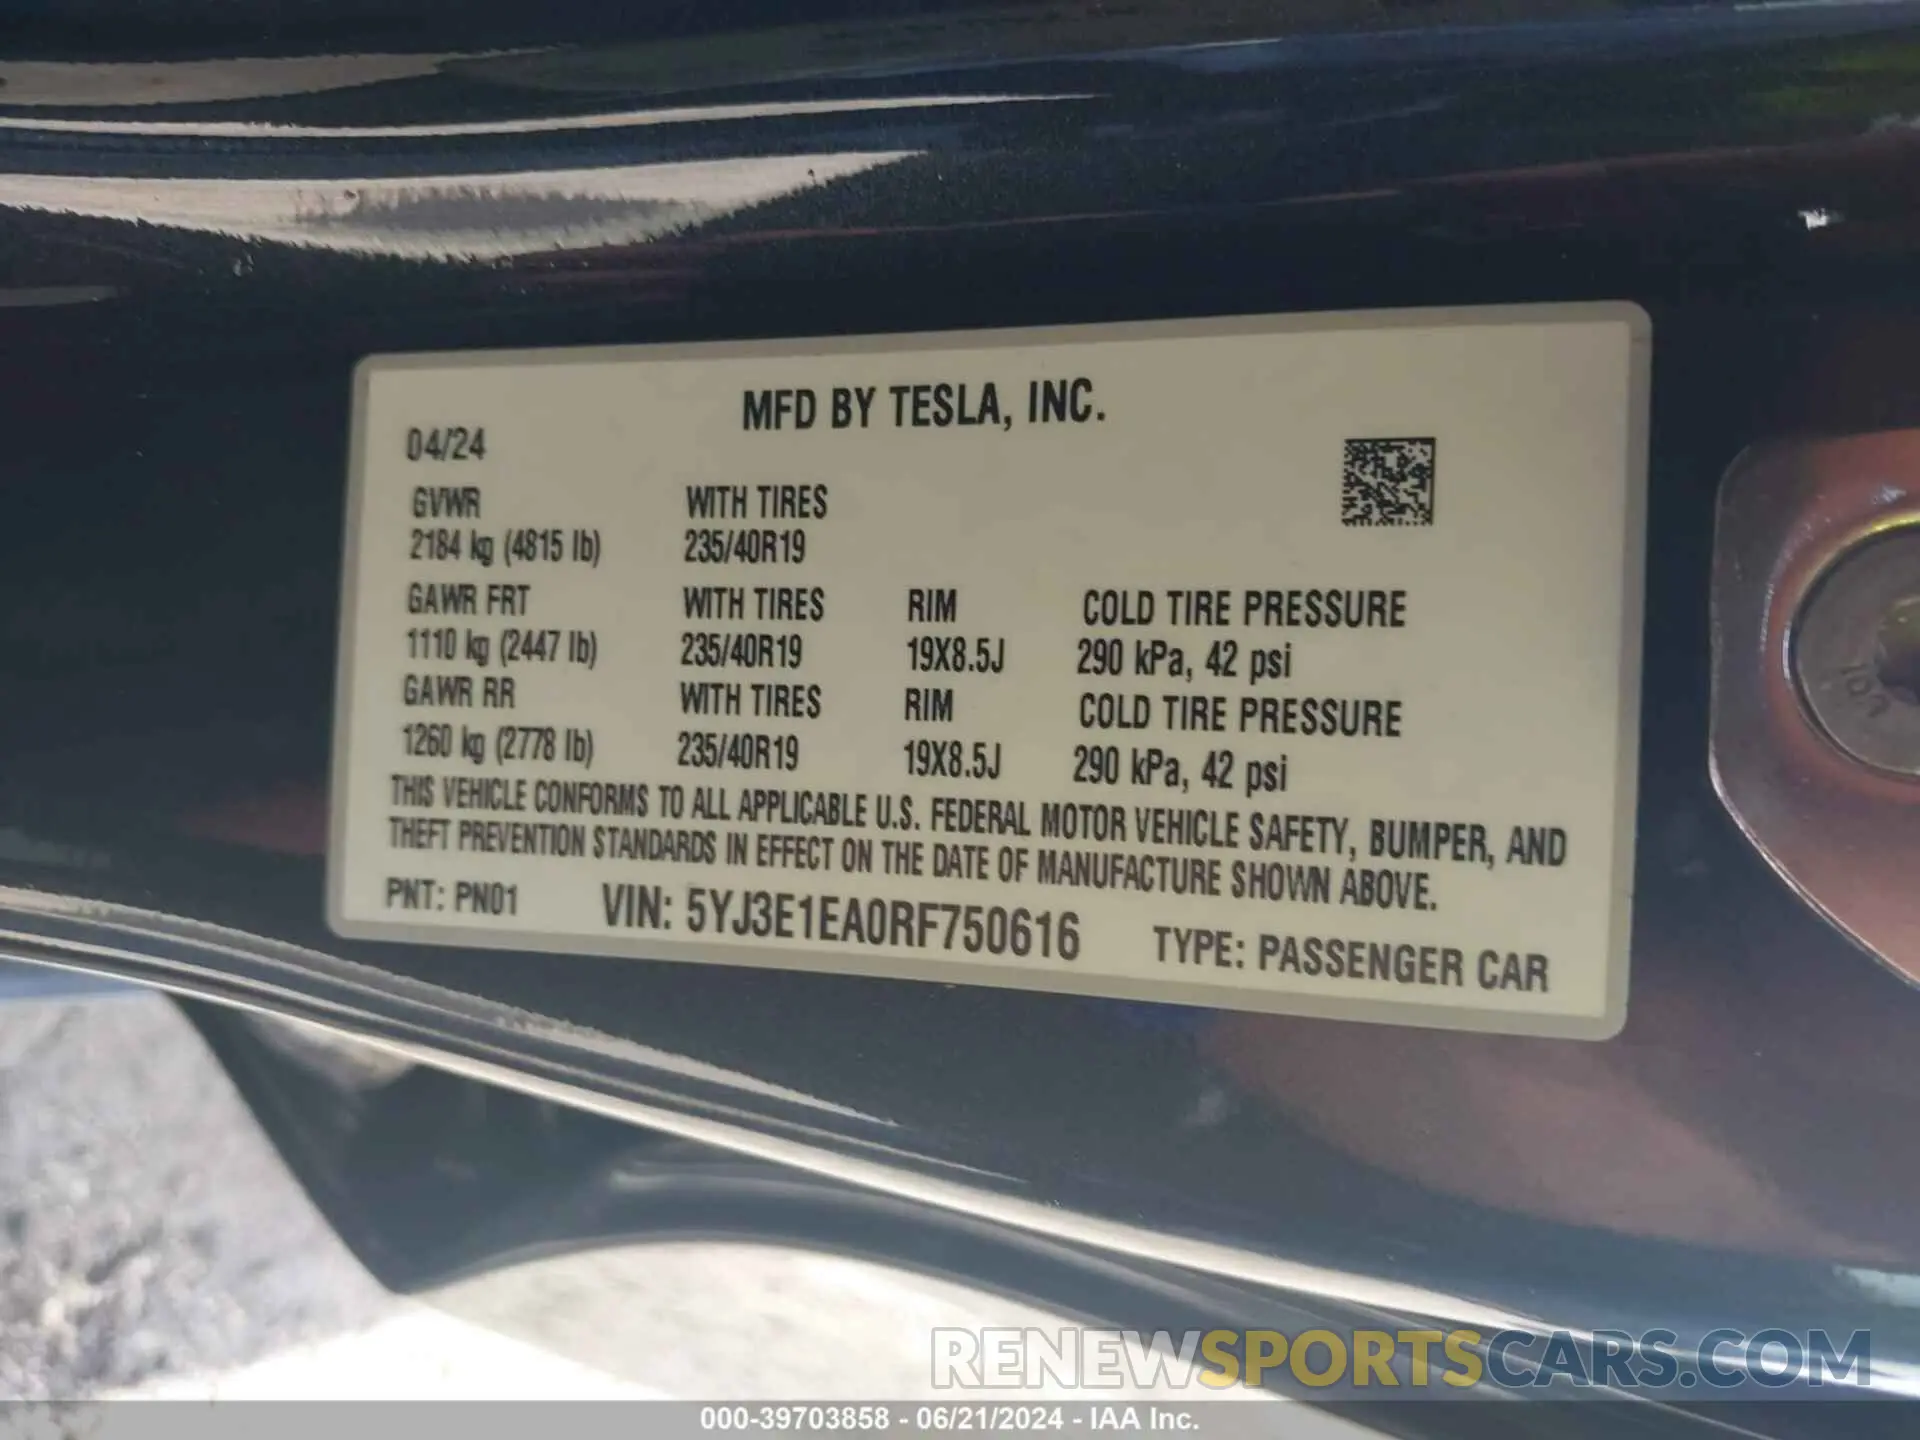 MFD BY TESLA, INC.
04/24
GVWR WITH TIRES
2184 kg (4815 lb) 235/40R19
GAWR FRT WITH TIRES RIM COLD TIRE PRESSURE
1110 kg (2447 lb) 235/40R19 19X8.5J 290 kPa, 42 psi
GAWR RR WITH TIRES RIM COLD TIRE PRESSURE
1260 kg (2778 lb) 235/40R19 19X8.5J 290 kPa, 42 psi
THIS VEHICLE CONFORMS TO ALL APPLICABLE U.S. FEDERAL MOTOR VEHICLE SAFETY, BUMPER, AND
THEFT PREVENTION STANDARDS IN EFFECT ON THE DATE OF MANUFACTURE SHOWN ABOVE.
PNT: PN01 VIN: 5YJ3E1EA0RF750616 TYPE: PASSENGER CAR
RENEWSPORTSCARS.COM
000-39703858 - 06/21/2024 - IAA Inc.